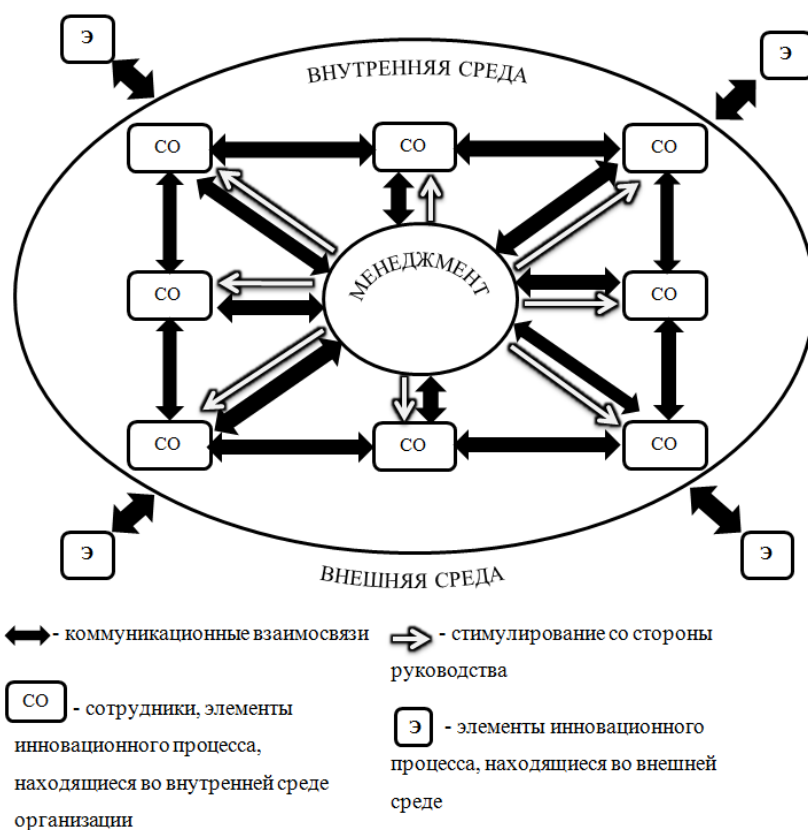 Э
Э
ВНУТРЕННЯЯ СРЕДА
СО
СО
СО
МЕНЕДЖМЕНТ
СО
СО
СО
СО
СО
Э
Э
ВНЕШНЯЯ СРЕДА
- коммуникационные взаимосвязи
- стимулирование со стороны
руководства
СО - сотрудники, элементы
инновационного процесса,
находящиеся во внутренней среде
организации
Э - элементы инновационного
процесса, находящиеся во внешней
среде